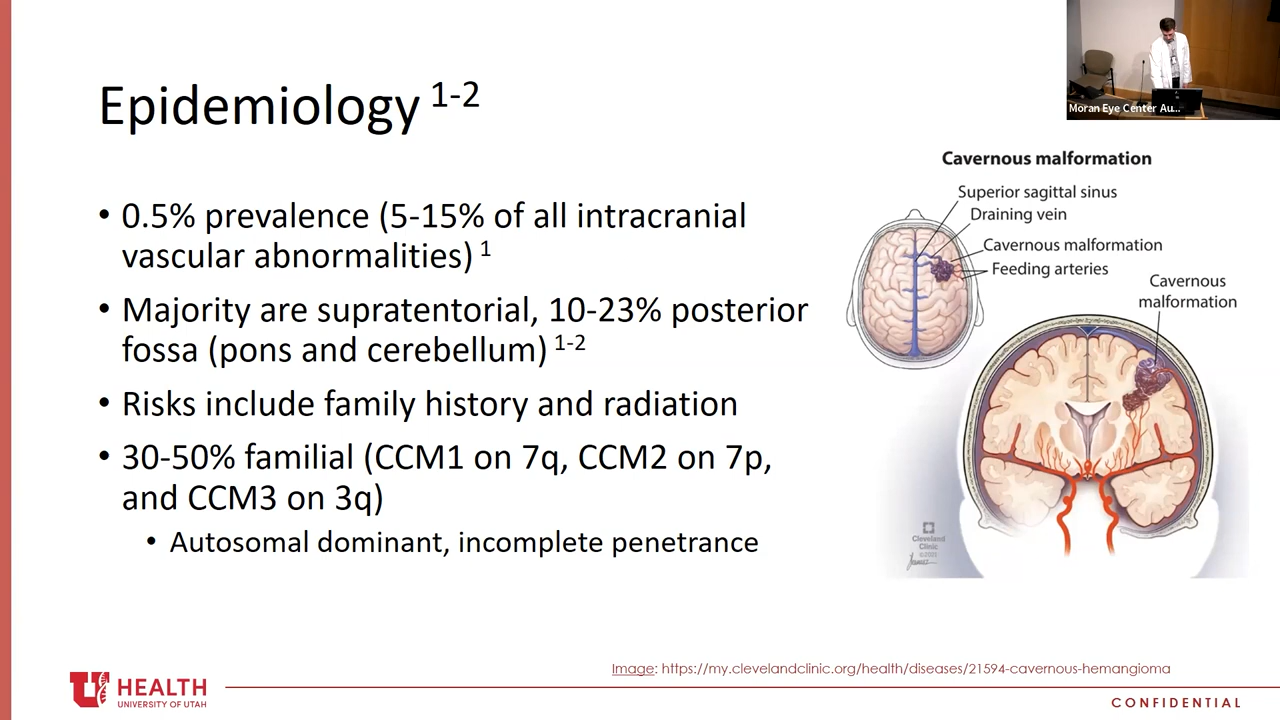 Epidemiology 1-2
Moran Eye Center Au...
• 0.5% prevalence (5-15% of all intracranial
vascular abnormalities) 1
• Majority are supratentorial, 10-23% posterior
fossa (pons and cerebellum) 1-2
• Risks include family history and radiation
• 30-50% familial (CCM1 on 7q, CCM2 on 7p,
and CCM3 on 3q)
• Autosomal dominant, incomplete penetrance
Cavernous malformation
Superior sagittal sinus
Draining vein
Cavernous malformation
Feeding arteries
Cavernous
malformation
Cleveland
Clinic
©2021
Image: https://my.clevelandclinic.org/health/diseases/21594-cavernous-hemangioma
U HEALTH
UNIVERSITY OF UTAH
CONFIDENTIAL